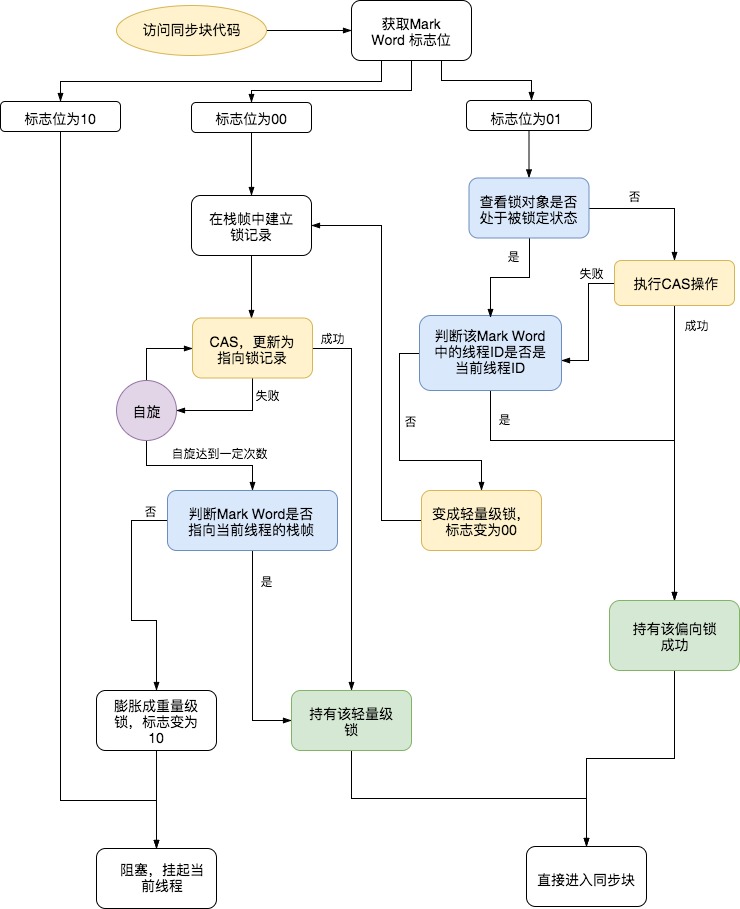 访问同步块代码
获取Mark
Word 标志位
标志位为10
标志位为00
标志位为01
查看锁对象是否
处于被锁定状态
否
在栈帧中建立
锁记录
是
失败
执行CAS操作
成功
CAS，更新为
指向锁记录
成功
判断该Mark Word
中的线程ID是否是
当前线程ID
失败
自旋
否
是
自旋达到一定次数
判断Mark Word是否
指向当前线程的栈帧
否
变成轻量级锁，
标志变为00
是
持有该偏向锁
成功
膨胀成重量级
锁，标志变为
10
持有该轻量级
锁
阻塞，挂起当
前线程
直接进入同步块